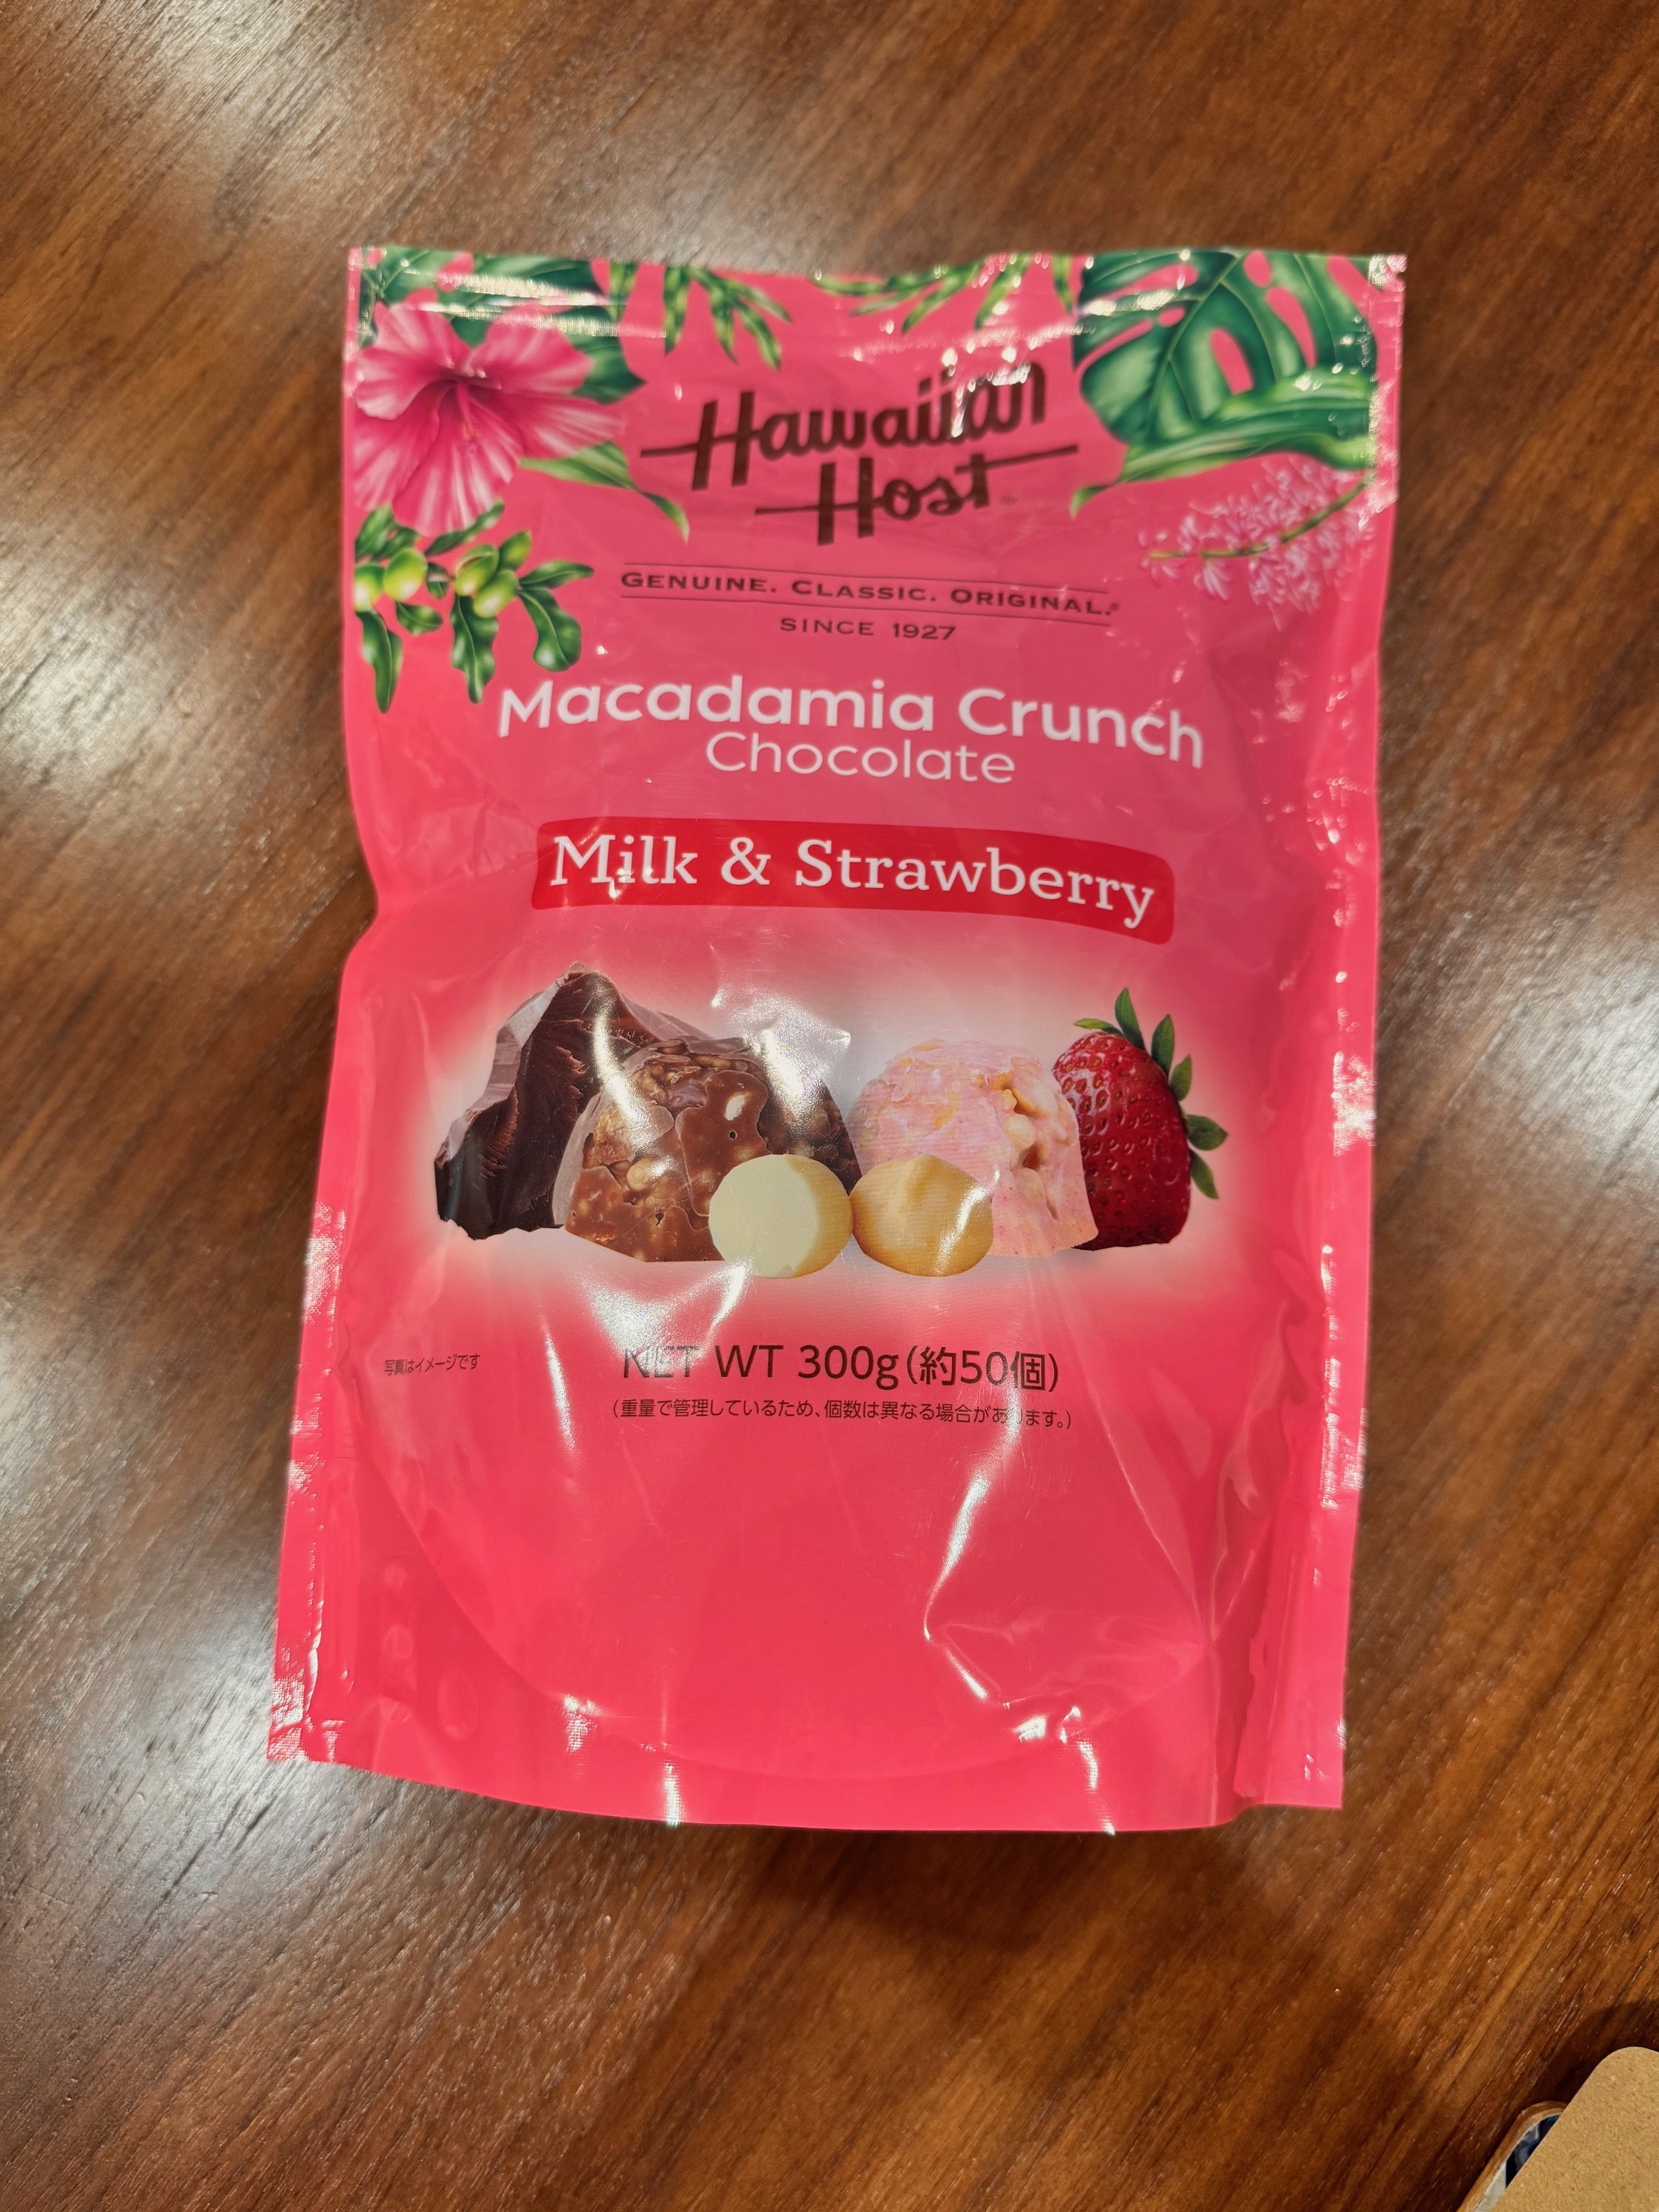 Hawaiian
Host®
GENUINE. CLASSIC. ORIGINAL.®
SINCE 1927
Macadamia Crunch
Chocolate
Milk & Strawberry
写真はイメージです
NET WT 300g(約50個)
(重量で管理しているため、個数は異なる場合があります。)